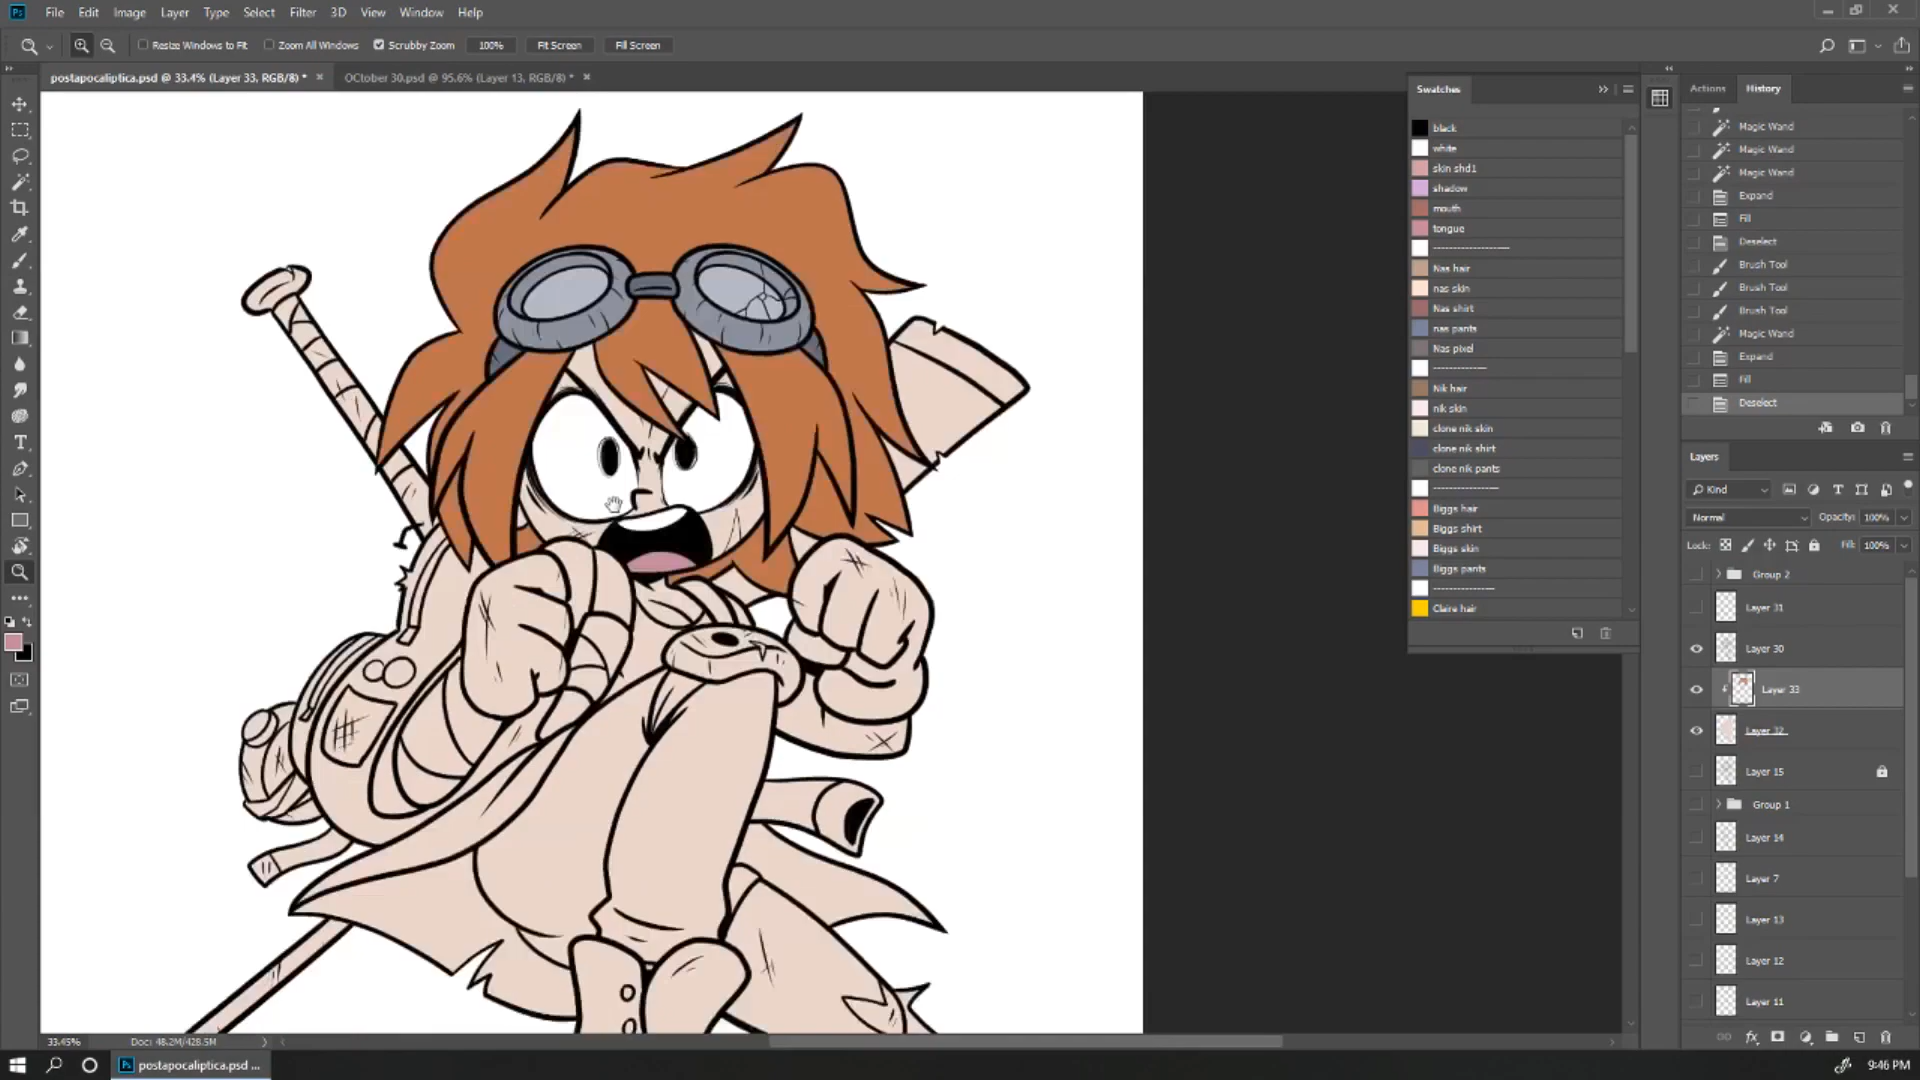 Ps File Edit Image Layer Type Select Filter 3D View Window Help
Resize Windows to Fit Zoom All Windows Scrubby Zoom 100% Fit Screen Fill Screen
postapocaliptica.psd @ 33.4% (Layer 33, RGB/8) * OCtober 30.psd @ 95.6% (Layer 13, RGB/8) *
Swatches
black
white
skin shd1
shadow
mouth
tongue
--------------------
Nas hair
nas skin
Nas shirt
nas pants
Nas pixel
--------------
Nik hair
nik skin
clone nik skin
clone nik shirt
clone nik pants
-----------------
Biggs hair
Biggs shirt
Biggs skin
Biggs pants
----------------
Claire hair
Actions History
Magic Wand
Magic Wand
Magic Wand
Expand
Fill
Deselect
Brush Tool
Brush Tool
Brush Tool
Magic Wand
Expand
Fill
Deselect
Layers
Kind
Normal Opacity: 100%
Lock: Fill: 100%
Group 2
Layer 31
Layer 30
Layer 33
Layer 32
Layer 15
Group 1
Layer 14
Layer 7
Layer 13
Layer 12
Layer 11
33.45% Doc: 48.2M/428.5M
Ps postapocaliptica.psd ... 9:46 PM